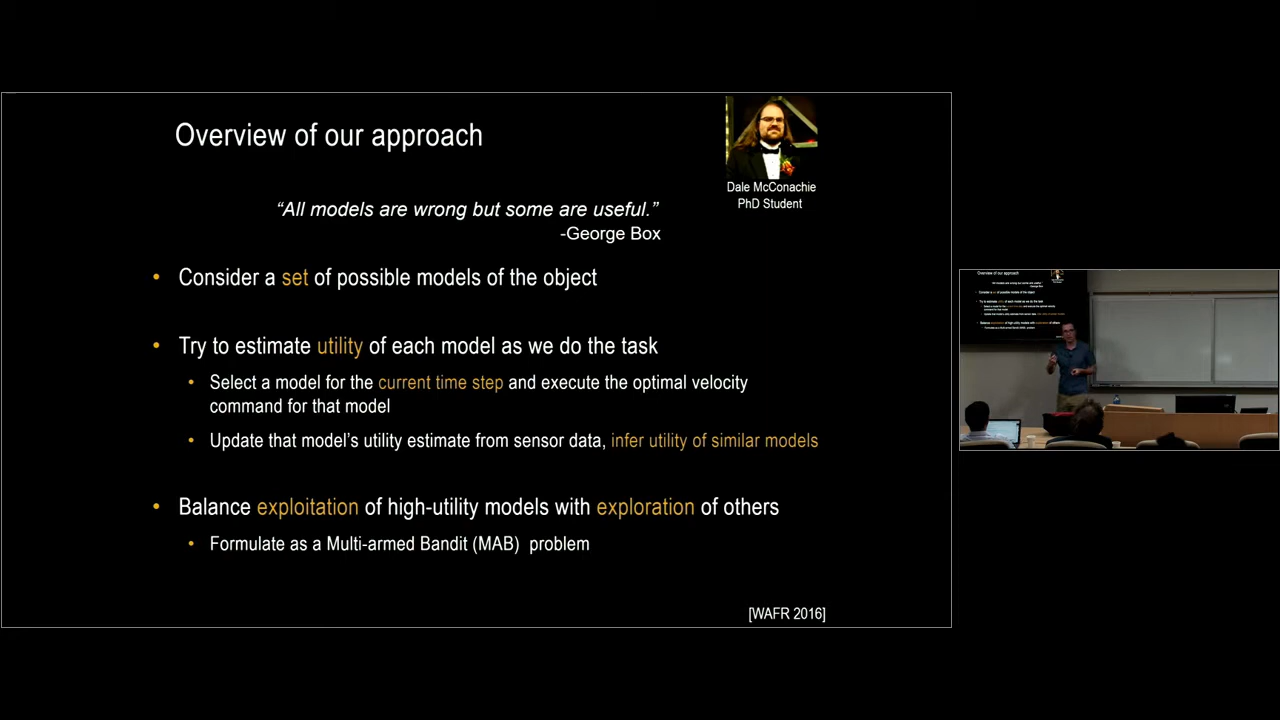 Overview of our approach
Dale McConachie
PhD Student
“All models are wrong but some are useful.”
-George Box
• Consider a set of possible models of the object
• Try to estimate utility of each model as we do the task
• Select a model for the current time step and execute the optimal velocity
command for that model
• Update that model’s utility estimate from sensor data, infer utility of similar models
• Balance exploitation of high-utility models with exploration of others
• Formulate as a Multi-armed Bandit (MAB) problem
[WAFR 2016]
Overview of our approach